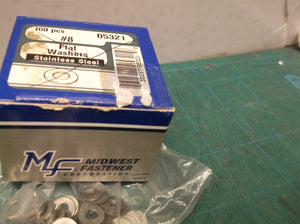 100 pcs 05321
#8
Flat
Washers
Stainless Steel
MF MIDWEST
FASTENER
CORPORATION